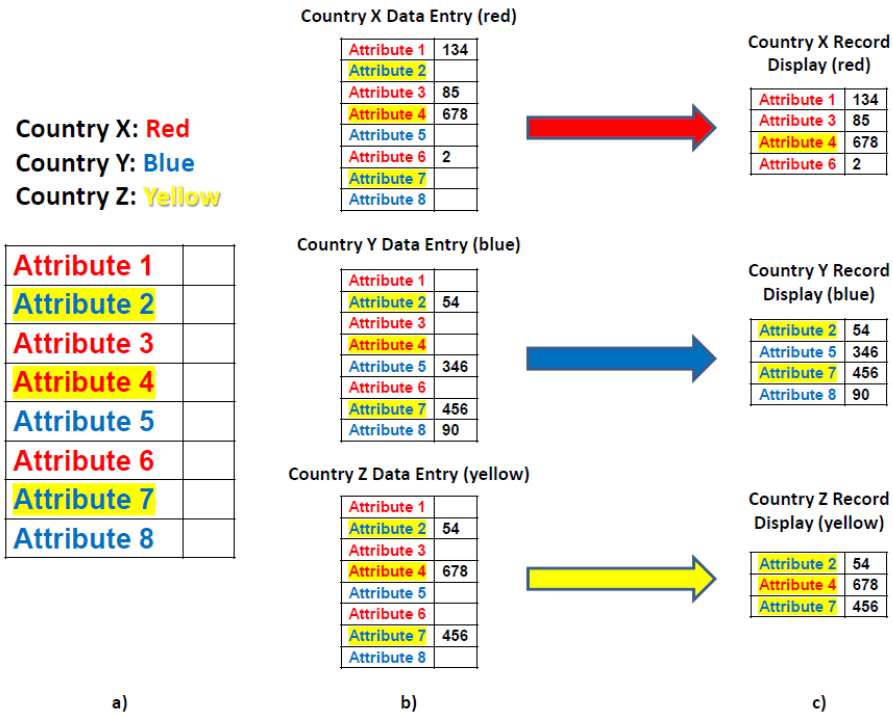 Country X: Red
Country Y: Blue
Country Z: Yellow
Attribute 1
Attribute 2
Attribute 3
Attribute 4
Attribute 5
Attribute 6
Attribute 7
Attribute 8
a)
Country X Data Entry (red)
Attribute 1 134
Attribute 2
Attribute 3 85
Attribute 4 678
Attribute 5
Attribute 6 2
Attribute 7
Attribute 8
Country Y Data Entry (blue)
Attribute 1
Attribute 2 54
Attribute 3
Attribute 4
Attribute 5 346
Attribute 6
Attribute 7 456
Attribute 8 90
Country Z Data Entry (yellow)
Attribute 1
Attribute 2 54
Attribute 3
Attribute 4 678
Attribute 5
Attribute 6
Attribute 7 456
Attribute 8
b)
Country X Record
Display (red)
Attribute 1 134
Attribute 3 85
Attribute 4 678
Attribute 6 2
Country Y Record
Display (blue)
Attribute 2 54
Attribute 5 346
Attribute 7 456
Attribute 8 90
Country Z Record
Display (yellow)
Attribute 2 54
Attribute 4 678
Attribute 7 456
c)